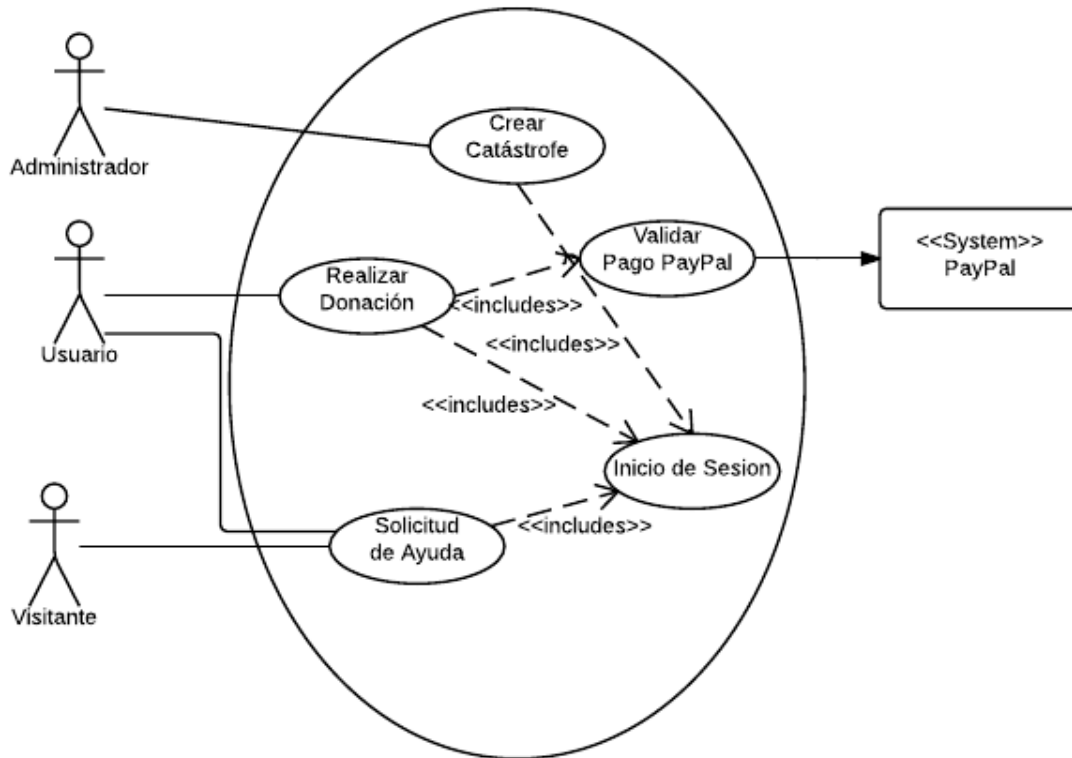 Administrador
Crear
Catástrofe
Validar
Pago PayPal
<<System>>
PayPal
Usuario
Realizar
Donación
<<includes>>
<<includes>>
<<includes>>
Inicio de Sesion
Solicitud
de Ayuda
<<includes>>
Visitante